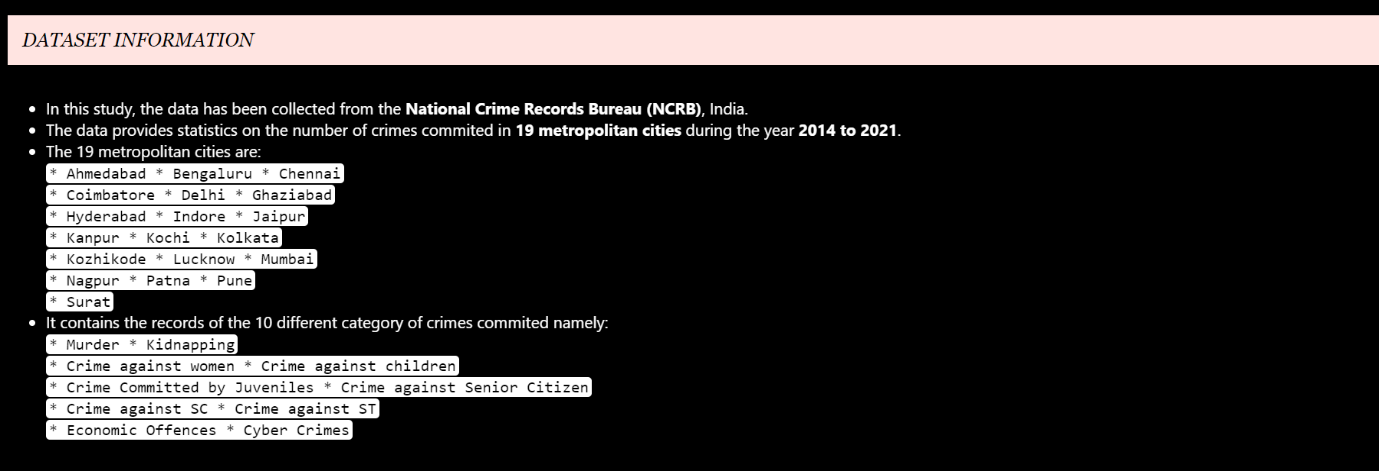 DATASET INFORMATION
• In this study, the data has been collected from the National Crime Records Bureau (NCRB), India.
• The data provides statistics on the number of crimes commited in 19 metropolitan cities during the year 2014 to 2021.
• The 19 metropolitan cities are:
* Ahmedabad * Bengaluru * Chennai
* Coimbatore * Delhi * Ghaziabad
* Hyderabad * Indore * Jaipur
* Kanpur * Kochi * Kolkata
* Kozhikode * Lucknow * Mumbai
* Nagpur * Patna * Pune
* Surat
• It contains the records of the 10 different category of crimes commited namely:
* Murder * Kidnapping
* Crime against women * Crime against children
* Crime Committed by Juveniles * Crime against Senior Citizen
* Crime against SC * Crime against ST
* Economic Offences * Cyber Crimes